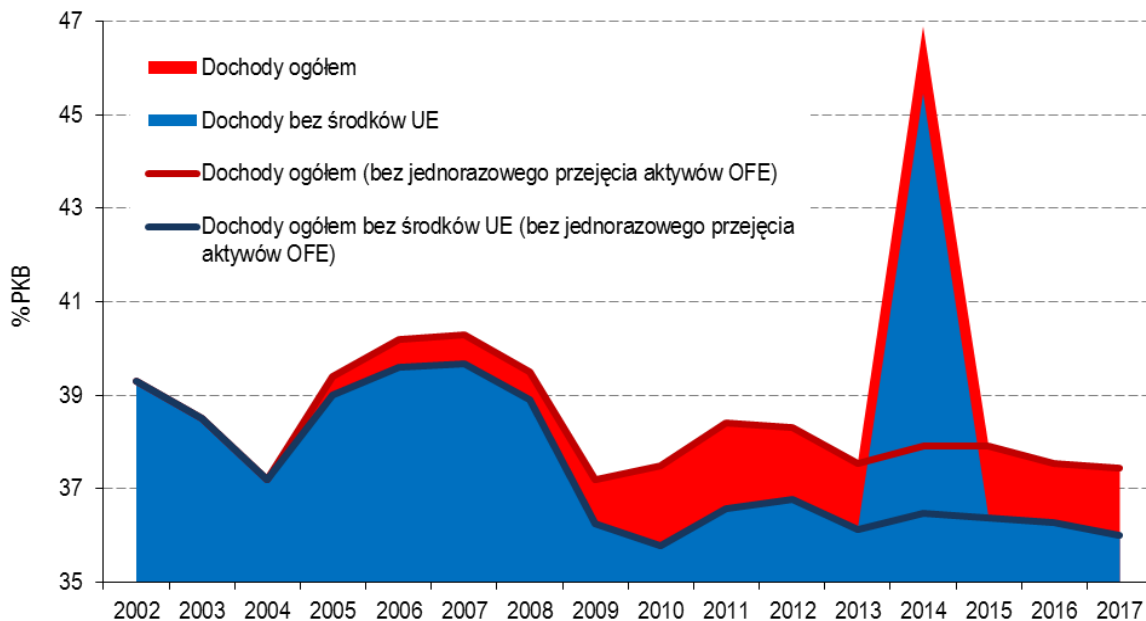 47
45
43
41
39
37
35
%PKB
Dochody ogółem
Dochody bez środków UE
Dochody ogółem (bez jednorazowego przejęcia aktywów OFE)
Dochody ogółem bez środków UE (bez jednorazowego przejęcia
aktywów OFE)
2002 2003 2004 2005 2006 2007 2008 2009 2010 2011 2012 2013 2014 2015 2016 2017